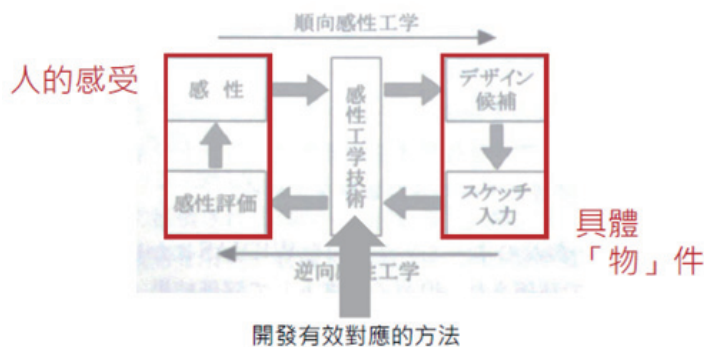 順向感性工学
人的感受
感 性
感性工学技術
デザイン
候補
感性評価
スケッチ
入力
具體
「物」件
逆向感性工学
開發有效對應的方法